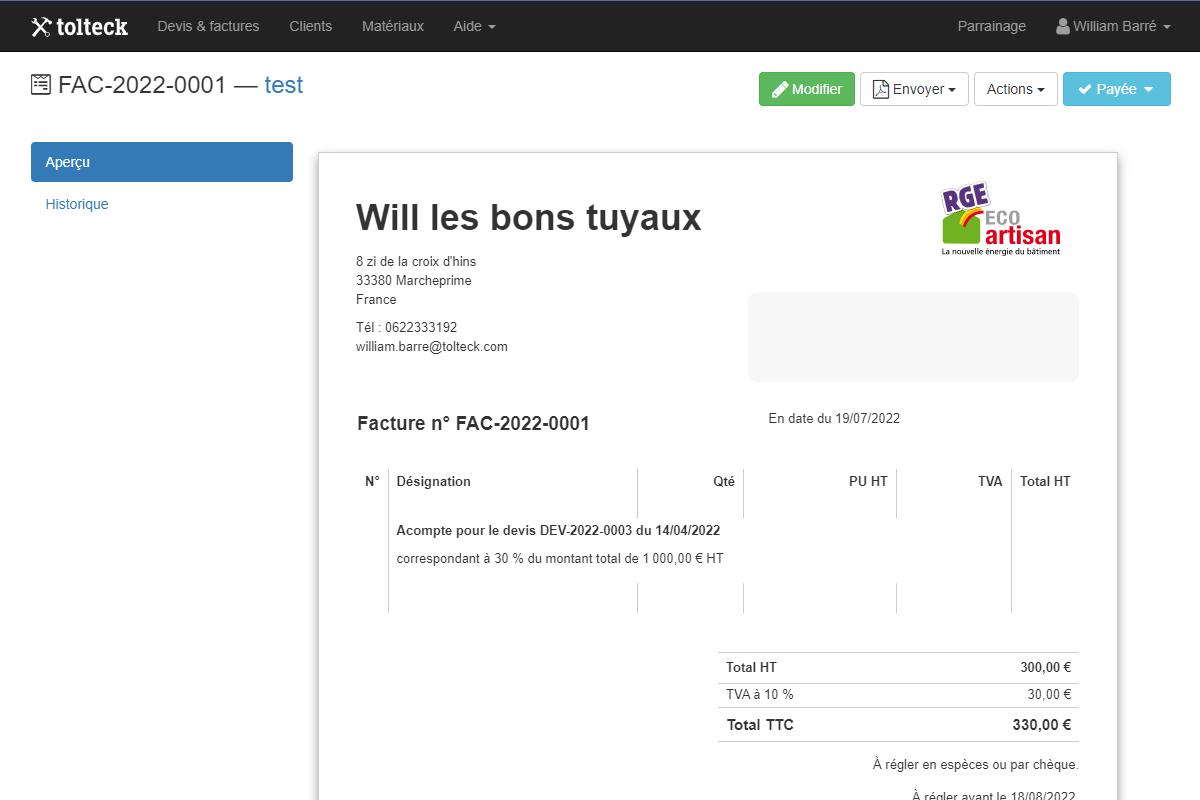 tolteck Devis & factures Clients Matériaux Aide Parrainage William Barré
FAC-2022-0001 — test Modifier Envoyer Actions Payée
Aperçu
Historique
Will les bons tuyaux
RGE
ECO
artisan
La nouvelle énergie du bâtiment
8 zi de la croix d'hins
33380 Marcheprime
France
Tél : 0622333192
william.barre@tolteck.com
Facture n° FAC-2022-0001
En date du 19/07/2022
N° Désignation Qté PU HT TVA Total HT
Acompte pour le devis DEV-2022-0003 du 14/04/2022
correspondant à 30 % du montant total de 1 000,00 € HT
Total HT 300,00 €
TVA à 10 % 30,00 €
Total TTC 330,00 €
À régler en espèces ou par chèque.
À régler avant le 18/08/2022.